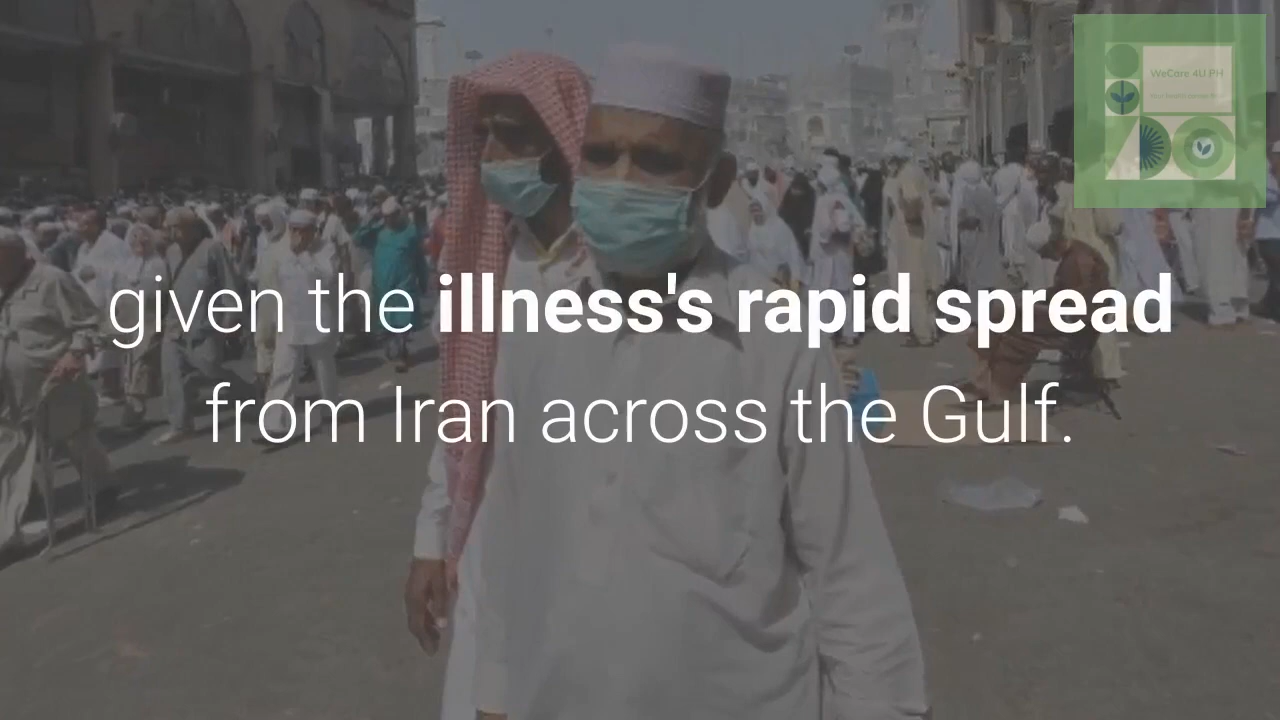 WeCare 4U PH
given the illness's rapid spread
from Iran across the Gulf.